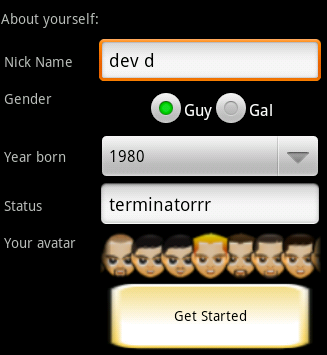 About yourself:
Nick Name dev d
Gender Guy Gal
Year born 1980
Status terminatorrr
Your avatar
Get Started